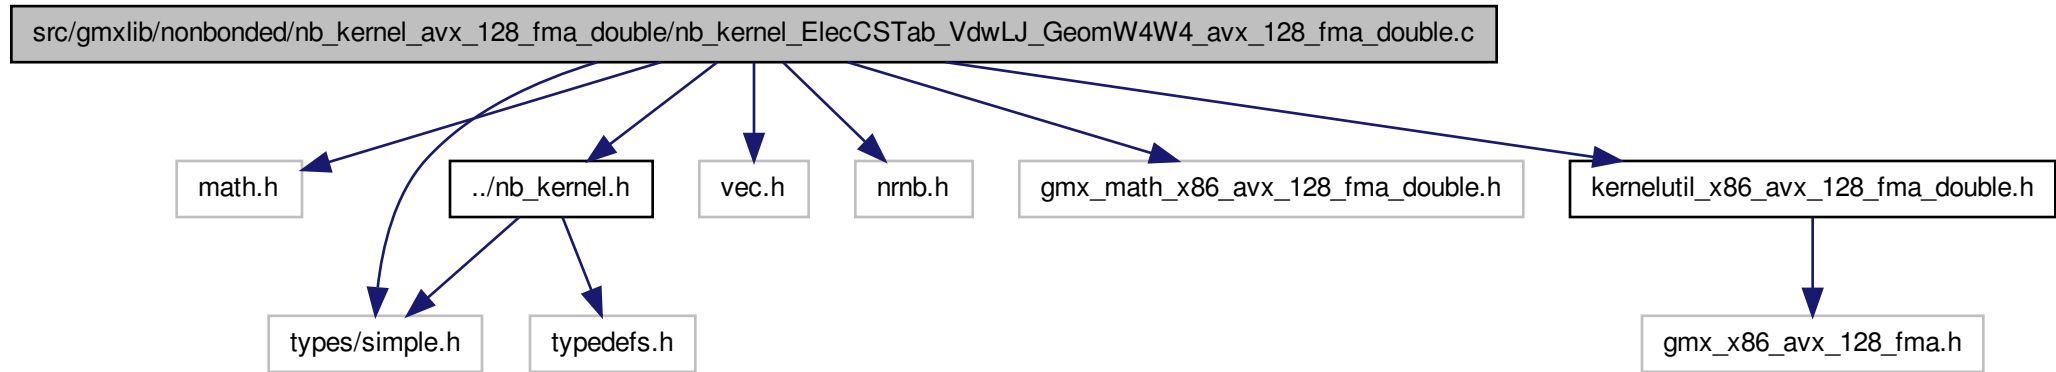 src/gmxlib/nonbonded/nb_kernel_avx_128_fma_double/nb_kernel_ElecCSTab_VdwLJ_GeomW4W4_avx_128_fma_double.c
math.h
../nb_kernel.h
vec.h
nrnb.h
gmx_math_x86_avx_128_fma_double.h
kernelutil_x86_avx_128_fma_double.h
types/simple.h
typedefs.h
gmx_x86_avx_128_fma.h